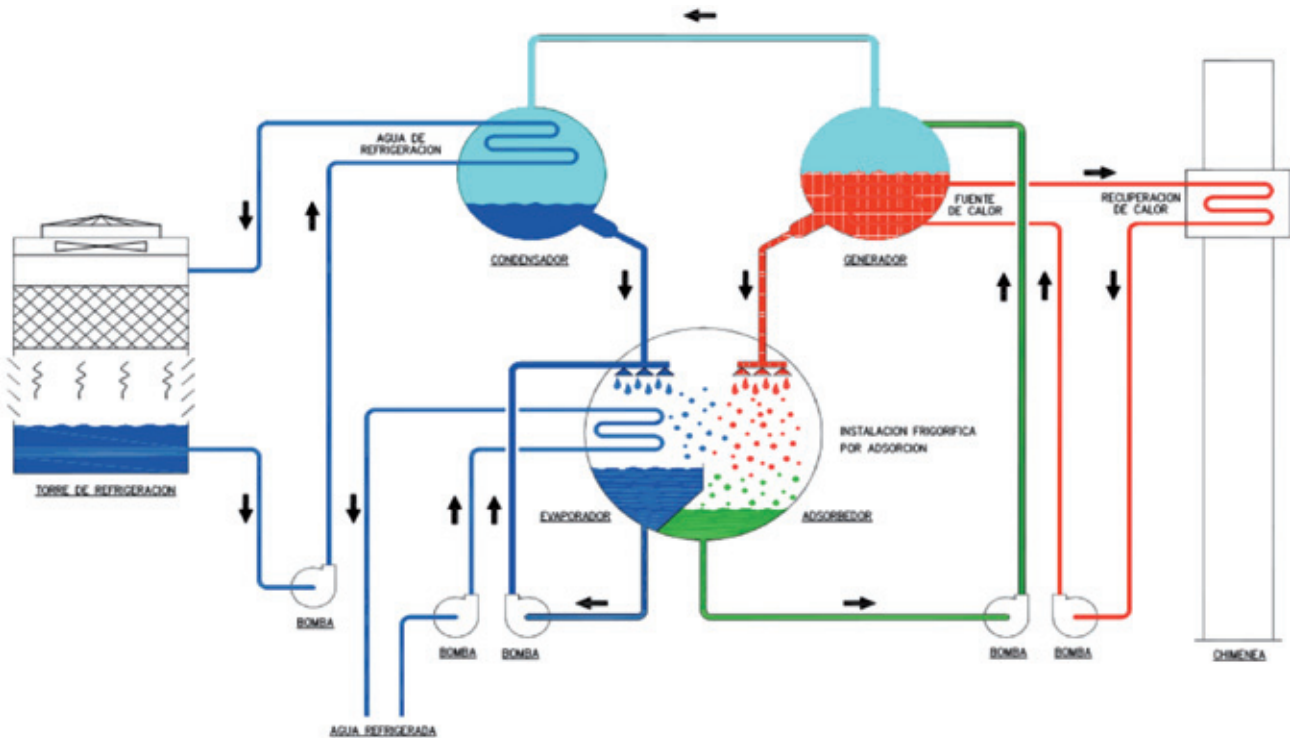 AGUA DE
REFRIGERACION
CONDENSADOR
FUENTE
DE CALOR
GENERADOR
RECUPERACION
DE CALOR
TORRE DE REFRIGERACION
INSTALACION FRIGORIFICA
POR ADSORCION
EVAPORADOR
ADSORBEDOR
BOMBA
BOMBA
BOMBA
BOMBA
BOMBA
CHIMENEA
AGUA REFRIGERADA